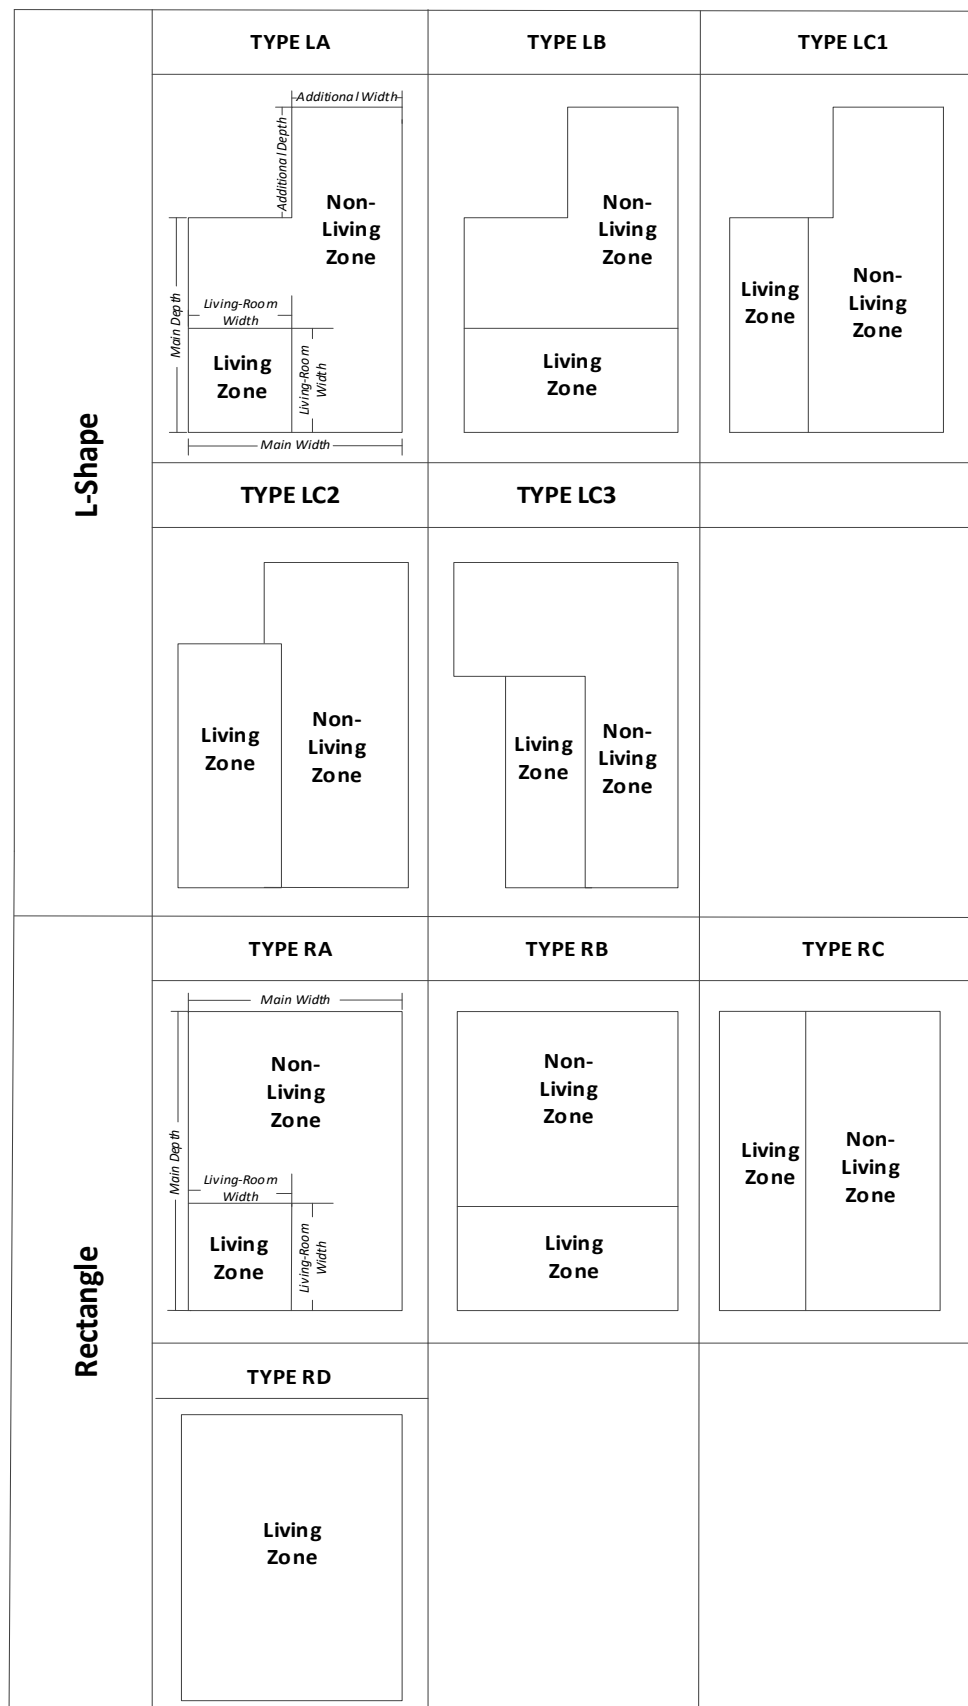 L-Shape
TYPE LA
TYPE LB
TYPE LC1
Additional Width
Additional Depth
Non-
Living
Zone
Main Depth
Living-Room
Width
Living
Zone
Living-Room
Width
Main Width
Non-
Living
Zone
Living
Zone
Living
Zone
Non-
Living
Zone
TYPE LC2
TYPE LC3
Living
Zone
Non-
Living
Zone
Living
Zone
Non-
Living
Zone
Rectangle
TYPE RA
TYPE RB
TYPE RC
Main Width
Non-
Living
Zone
Main Depth
Living-Room
Width
Living
Zone
Living-Room
Width
Non-
Living
Zone
Living
Zone
Living
Zone
Non-
Living
Zone
TYPE RD
Living
Zone